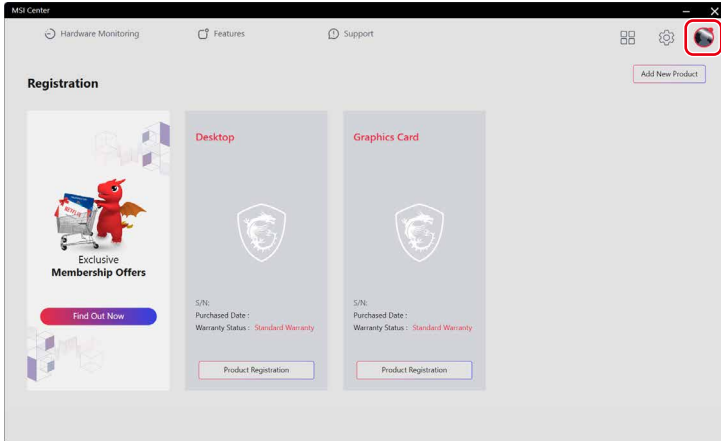 MSI Center
Hardware Monitoring
Features
Support
Registration
Add New Product
Exclusive
Membership Offers
Find Out Now
Desktop
S/N:
Purchased Date :
Warranty Status : Standard Warranty
Product Registration
Graphics Card
S/N:
Purchased Date :
Warranty Status : Standard Warranty
Product Registration
NETFLIX